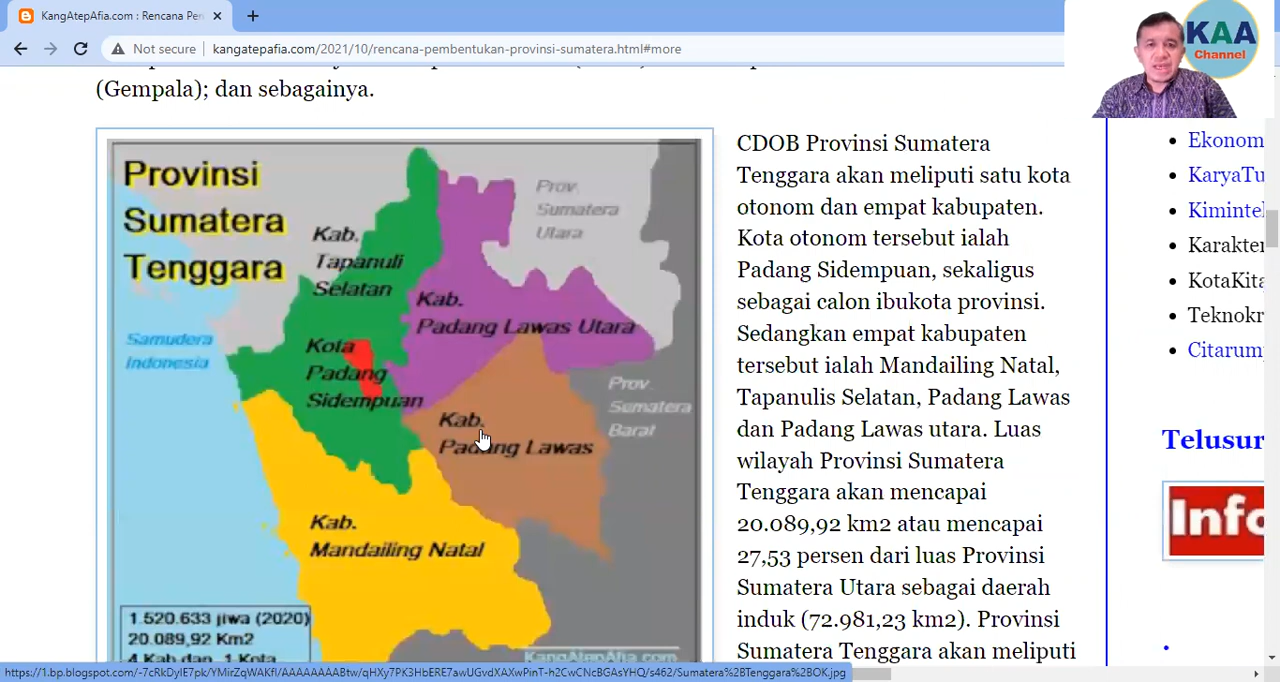 KangAtepAfia.com : Rencana Pen
Not secure
kangatepafia.com/2021/10/rencana-pembentukan-provinsi-sumatera.html#more
KAA
Channel
(Gempala); dan sebagainya.
Provinsi
Sumatera
Tenggara
Prov.
Sumatera
Utara
Kab.
Tapanuli
Selatan
Kab.
Padang Lawas Utara
Samudera
Indonesia
Kota
Padang
Sidempuan
Prov.
Sumatera
Barat
Kab.
Padang Lawas
Kab.
Mandailing Natal
1.520.633 jiwa (2020)
20.089,92 Km2
4 Kab dan 1 Kota
KangAtepAfia.com
CDOB Provinsi Sumatera
Tenggara akan meliputi satu kota
otonom dan empat kabupaten.
Kota otonom tersebut ialah
Padang Sidempuan, sekaligus
sebagai calon ibukota provinsi.
Sedangkan empat kabupaten
tersebut ialah Mandailing Natal,
Tapanulis Selatan, Padang Lawas
dan Padang Lawas utara. Luas
wilayah Provinsi Sumatera
Tenggara akan mencapai
20.089,92 km2 atau mencapai
27,53 persen dari luas Provinsi
Sumatera Utara sebagai daerah
induk (72.981,23 km2). Provinsi
Sumatera Tenggara akan meliputi
Ekonom
KaryaTu
Kimintel
Karakter
KotaKita
Teknokr
Citarum
Telusur
Info